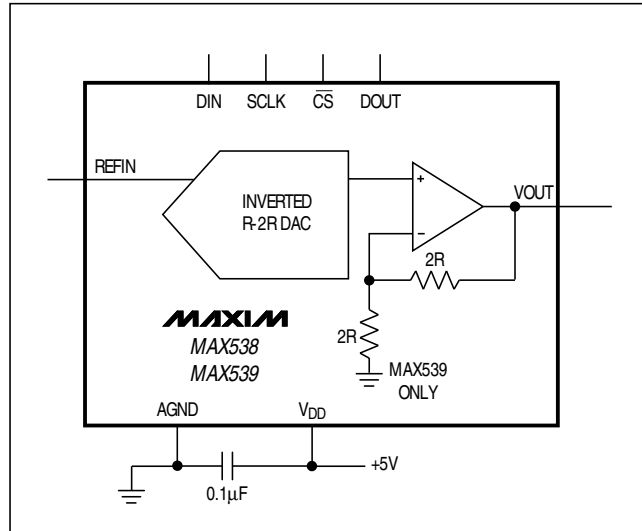 DIN SCLK C̅S̅ DOUT
REFIN
INVERTED
R-2R DAC
+
−
VOUT
2R
2R
MAX539
ONLY
MAXIM
MAX538
MAX539
AGND
VDD
+5V
0.1µF